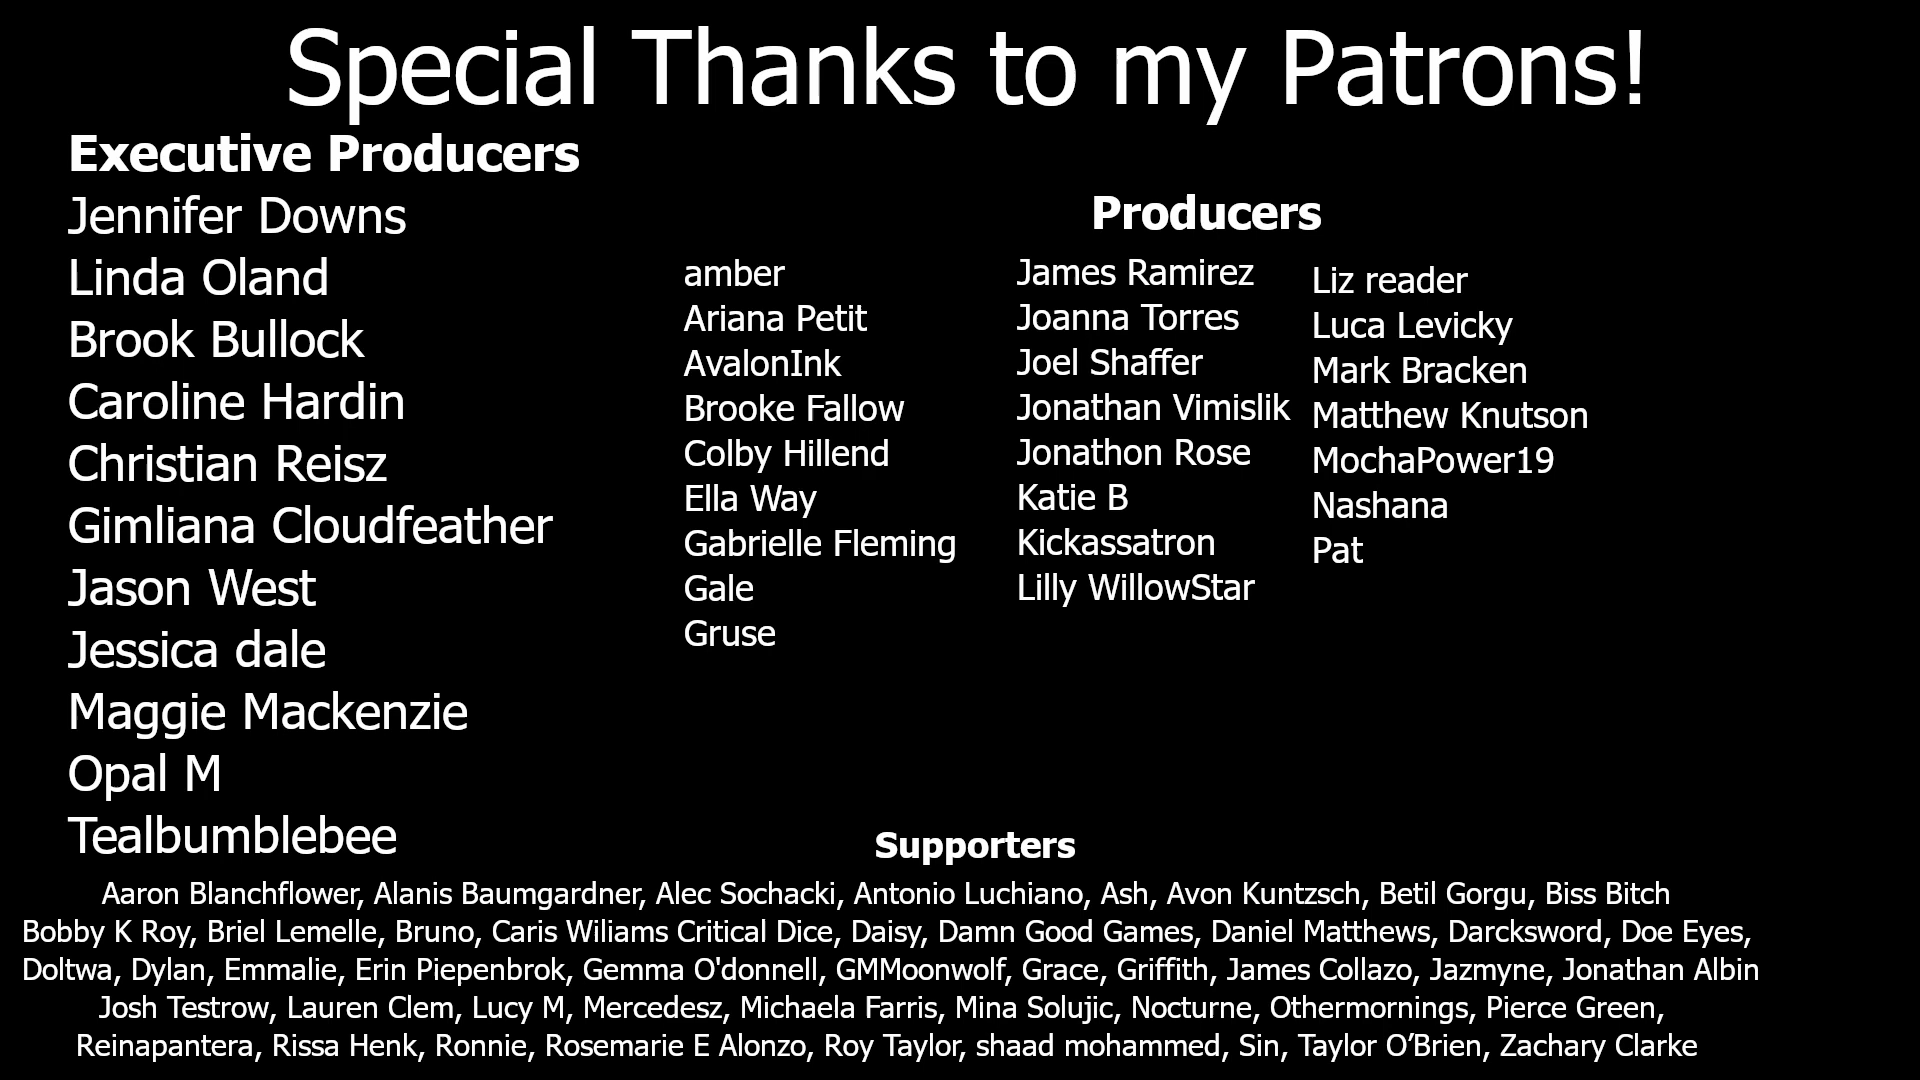 Special Thanks to my Patrons!
Executive Producers
Jennifer Downs
Linda Oland
Brook Bullock
Caroline Hardin
Christian Reisz
Gimliana Cloudfeather
Jason West
Jessica dale
Maggie Mackenzie
Opal M
Tealbumblebee
Producers
amber
Ariana Petit
AvalonInk
Brooke Fallow
Colby Hillend
Ella Way
Gabrielle Fleming
Gale
Gruse
James Ramirez
Joanna Torres
Joel Shaffer
Jonathan Vimislik
Jonathon Rose
Katie B
Kickassatron
Lilly WillowStar
Liz reader
Luca Levicky
Mark Bracken
Matthew Knutson
MochaPower19
Nashana
Pat
Supporters
Aaron Blanchflower, Alanis Baumgardner, Alec Sochacki, Antonio Luchiano, Ash, Avon Kuntzsch, Betil Gorgu, Biss Bitch
Bobby K Roy, Briel Lemelle, Bruno, Caris Wiliams Critical Dice, Daisy, Damn Good Games, Daniel Matthews, Darcksword, Doe Eyes,
Doltwa, Dylan, Emmalie, Erin Piepenbrok, Gemma O'donnell, GMMoonwolf, Grace, Griffith, James Collazo, Jazmyne, Jonathan Albin
Josh Testrow, Lauren Clem, Lucy M, Mercedesz, Michaela Farris, Mina Solujic, Nocturne, Othermornings, Pierce Green,
Reinapantera, Rissa Henk, Ronnie, Rosemarie E Alonzo, Roy Taylor, shaad mohammed, Sin, Taylor O’Brien, Zachary Clarke